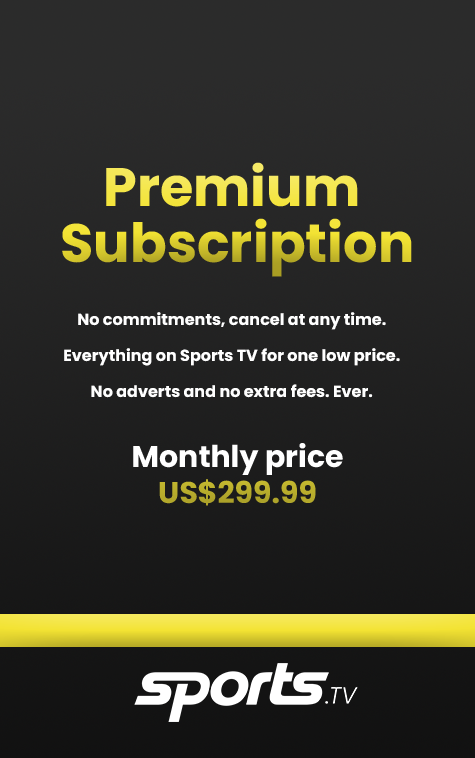 Premium
Subscription
No commitments, cancel at any time.
Everything on Sports TV for one low price.
No adverts and no extra fees. Ever.
Monthly price
US$299.99
sports.TV